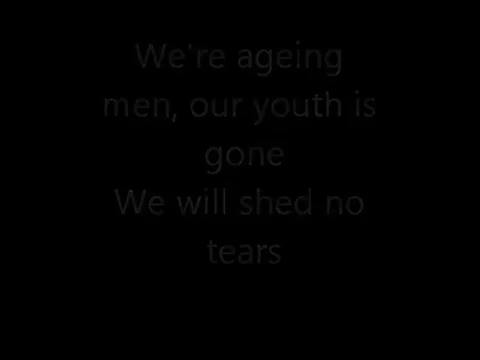 We're ageing
men, our youth is
gone
We will shed no
tears